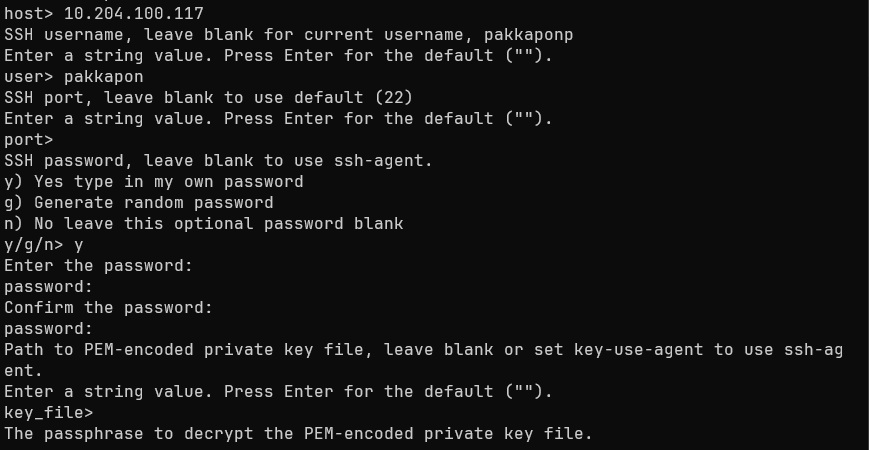 host> 10.204.100.117
SSH username, leave blank for current username, pakkaponp
Enter a string value. Press Enter for the default ("").
user> pakkapon
SSH port, leave blank to use default (22)
Enter a string value. Press Enter for the default ("").
port>
SSH password, leave blank to use ssh-agent.
y) Yes type in my own password
g) Generate random password
n) No leave this optional password blank
y/g/n> y
Enter the password:
password:
Confirm the password:
password:
Path to PEM-encoded private key file, leave blank or set key-use-agent to use ssh-ag
ent.
Enter a string value. Press Enter for the default ("").
key_file>
The passphrase to decrypt the PEM-encoded private key file.